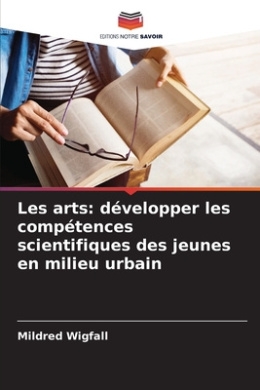 EDITIONS NOTRE SAVOIR
Les arts: développer les
compétences
scientifiques des jeunes
en milieu urbain
Mildred Wigfall